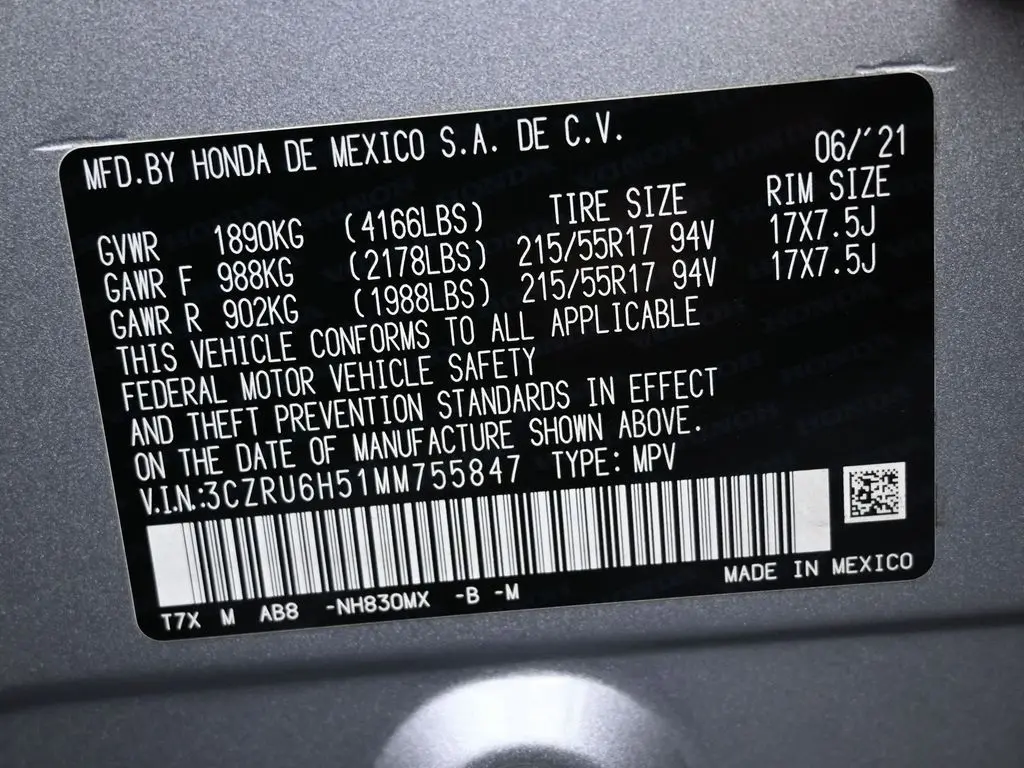 MFD.BY HONDA DE MEXICO S.A. DE C.V. 06/'21
TIRE SIZE RIM SIZE
GVWR 1890KG (4166LBS)
GAWR F 988KG (2178LBS) 215/55R17 94V 17X7.5J
GAWR R 902KG (1988LBS) 215/55R17 94V 17X7.5J
THIS VEHICLE CONFORMS TO ALL APPLICABLE
FEDERAL MOTOR VEHICLE SAFETY
AND THEFT PREVENTION STANDARDS IN EFFECT
ON THE DATE OF MANUFACTURE SHOWN ABOVE.
V.I.N.:3CZRU6H51MM755847 TYPE:MPV
T7X M AB8 -NH830MX -B -M MADE IN MEXICO